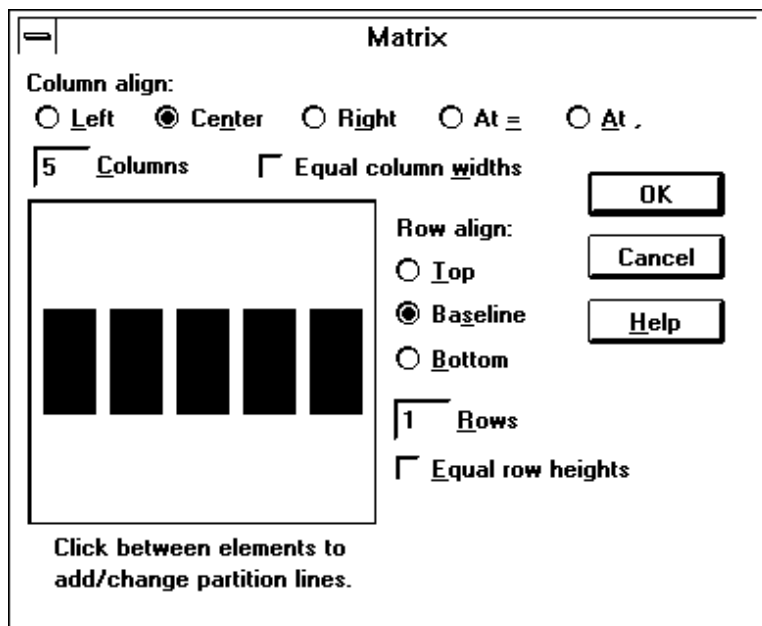 Matrix
Column align:
Left Center Right At = At ,
5 Columns Equal column widths
OK
Row align:
Top
Cancel
Baseline
Help
Bottom
1 Rows
Equal row heights
Click between elements to
add/change partition lines.